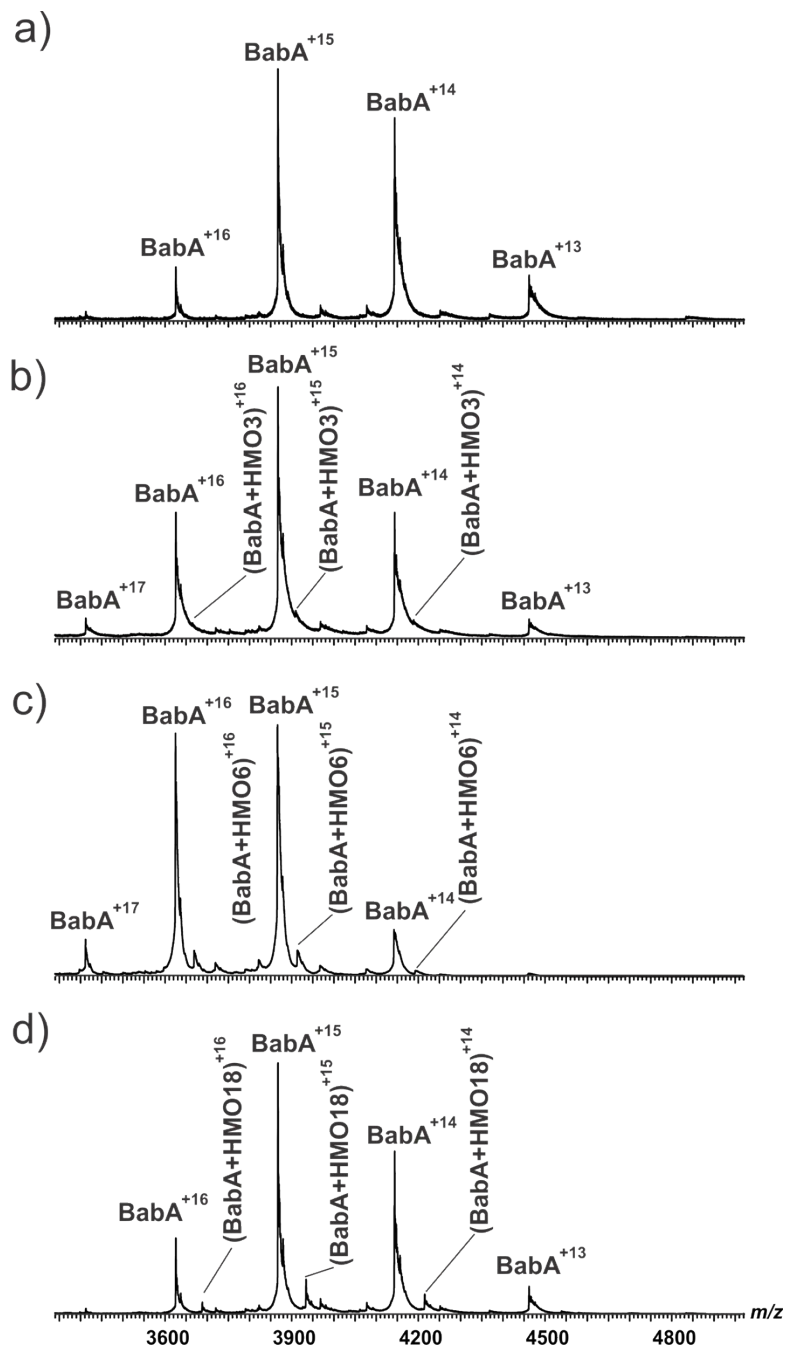 a)
BabA+15
BabA+14
BabA+16
BabA+13
b)
BabA+15
(BabA+HMO3)+16
(BabA+HMO3)+15
(BabA+HMO3)+14
BabA+16
BabA+14
BabA+17
BabA+13
c)
BabA+16
BabA+15
(BabA+HMO6)+16
(BabA+HMO6)+15
(BabA+HMO6)+14
BabA+17
BabA+14
d)
BabA+15
(BabA+HMO18)+16
(BabA+HMO18)+15
(BabA+HMO18)+14
BabA+14
BabA+16
BabA+13
m/z
3600 3900 4200 4500 4800